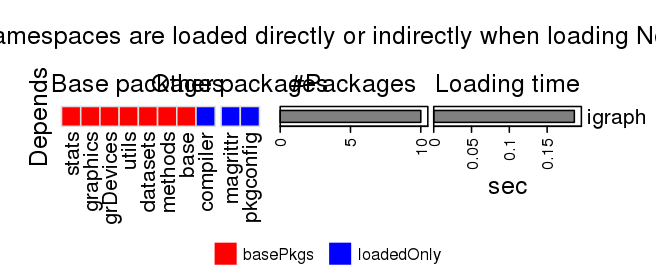 amespaces are loaded directly or indirectly when loading Ne
Base packages Other packages #Packages Loading time
Depends
igraph
stats
graphics
grDevices
utils
datasets
methods
base
compiler
magrittr
pkgconfig
0 5 10
0 0.05 0.1 0.15
sec
basePkgs loadedOnly